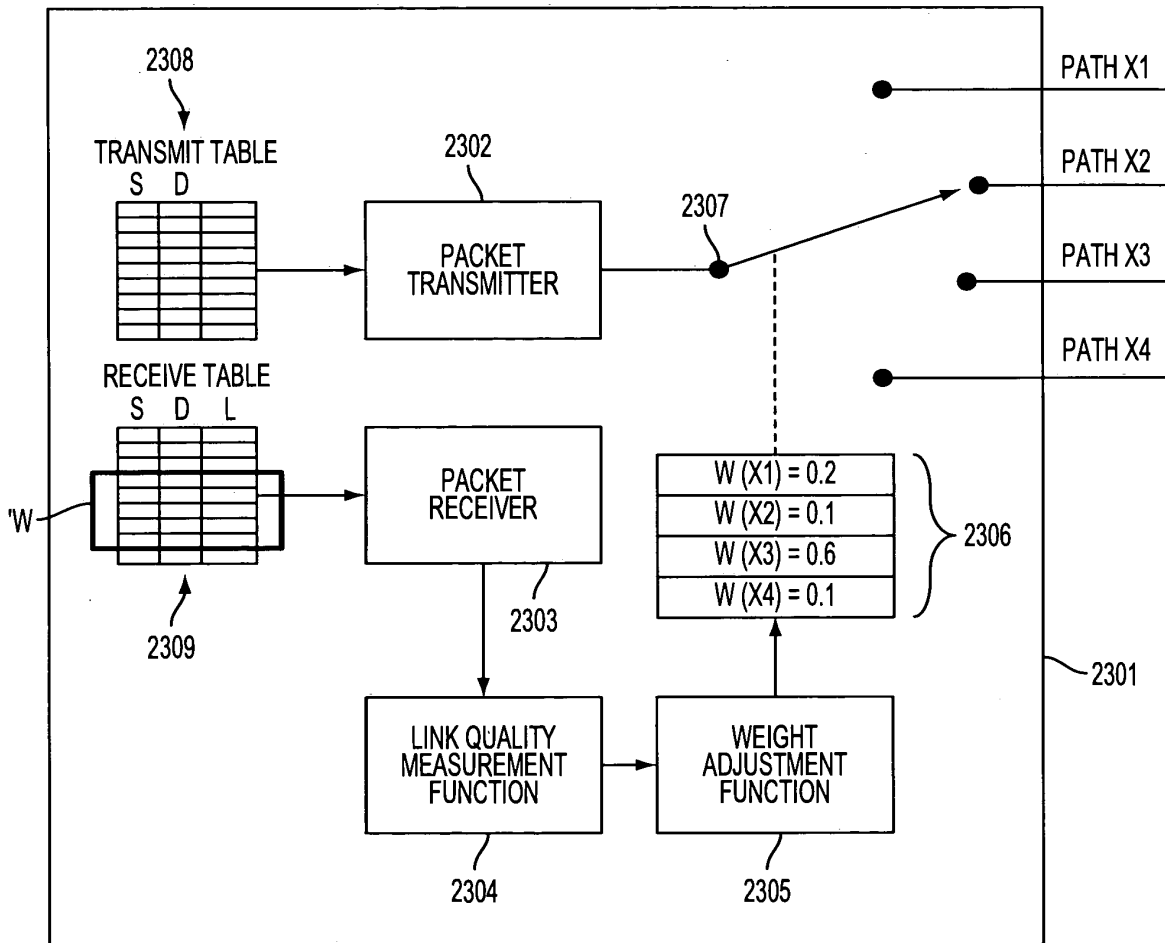 2308
TRANSMIT TABLE
S D
2302
PACKET
TRANSMITTER
2307
PATH X1
PATH X2
PATH X3
PATH X4
RECEIVE TABLE
S D L
'W
2309
PACKET
RECEIVER
2303
W (X1) = 0.2
W (X2) = 0.1
W (X3) = 0.6
W (X4) = 0.1
2306
2301
LINK QUALITY
MEASUREMENT
FUNCTION
2304
WEIGHT
ADJUSTMENT
FUNCTION
2305